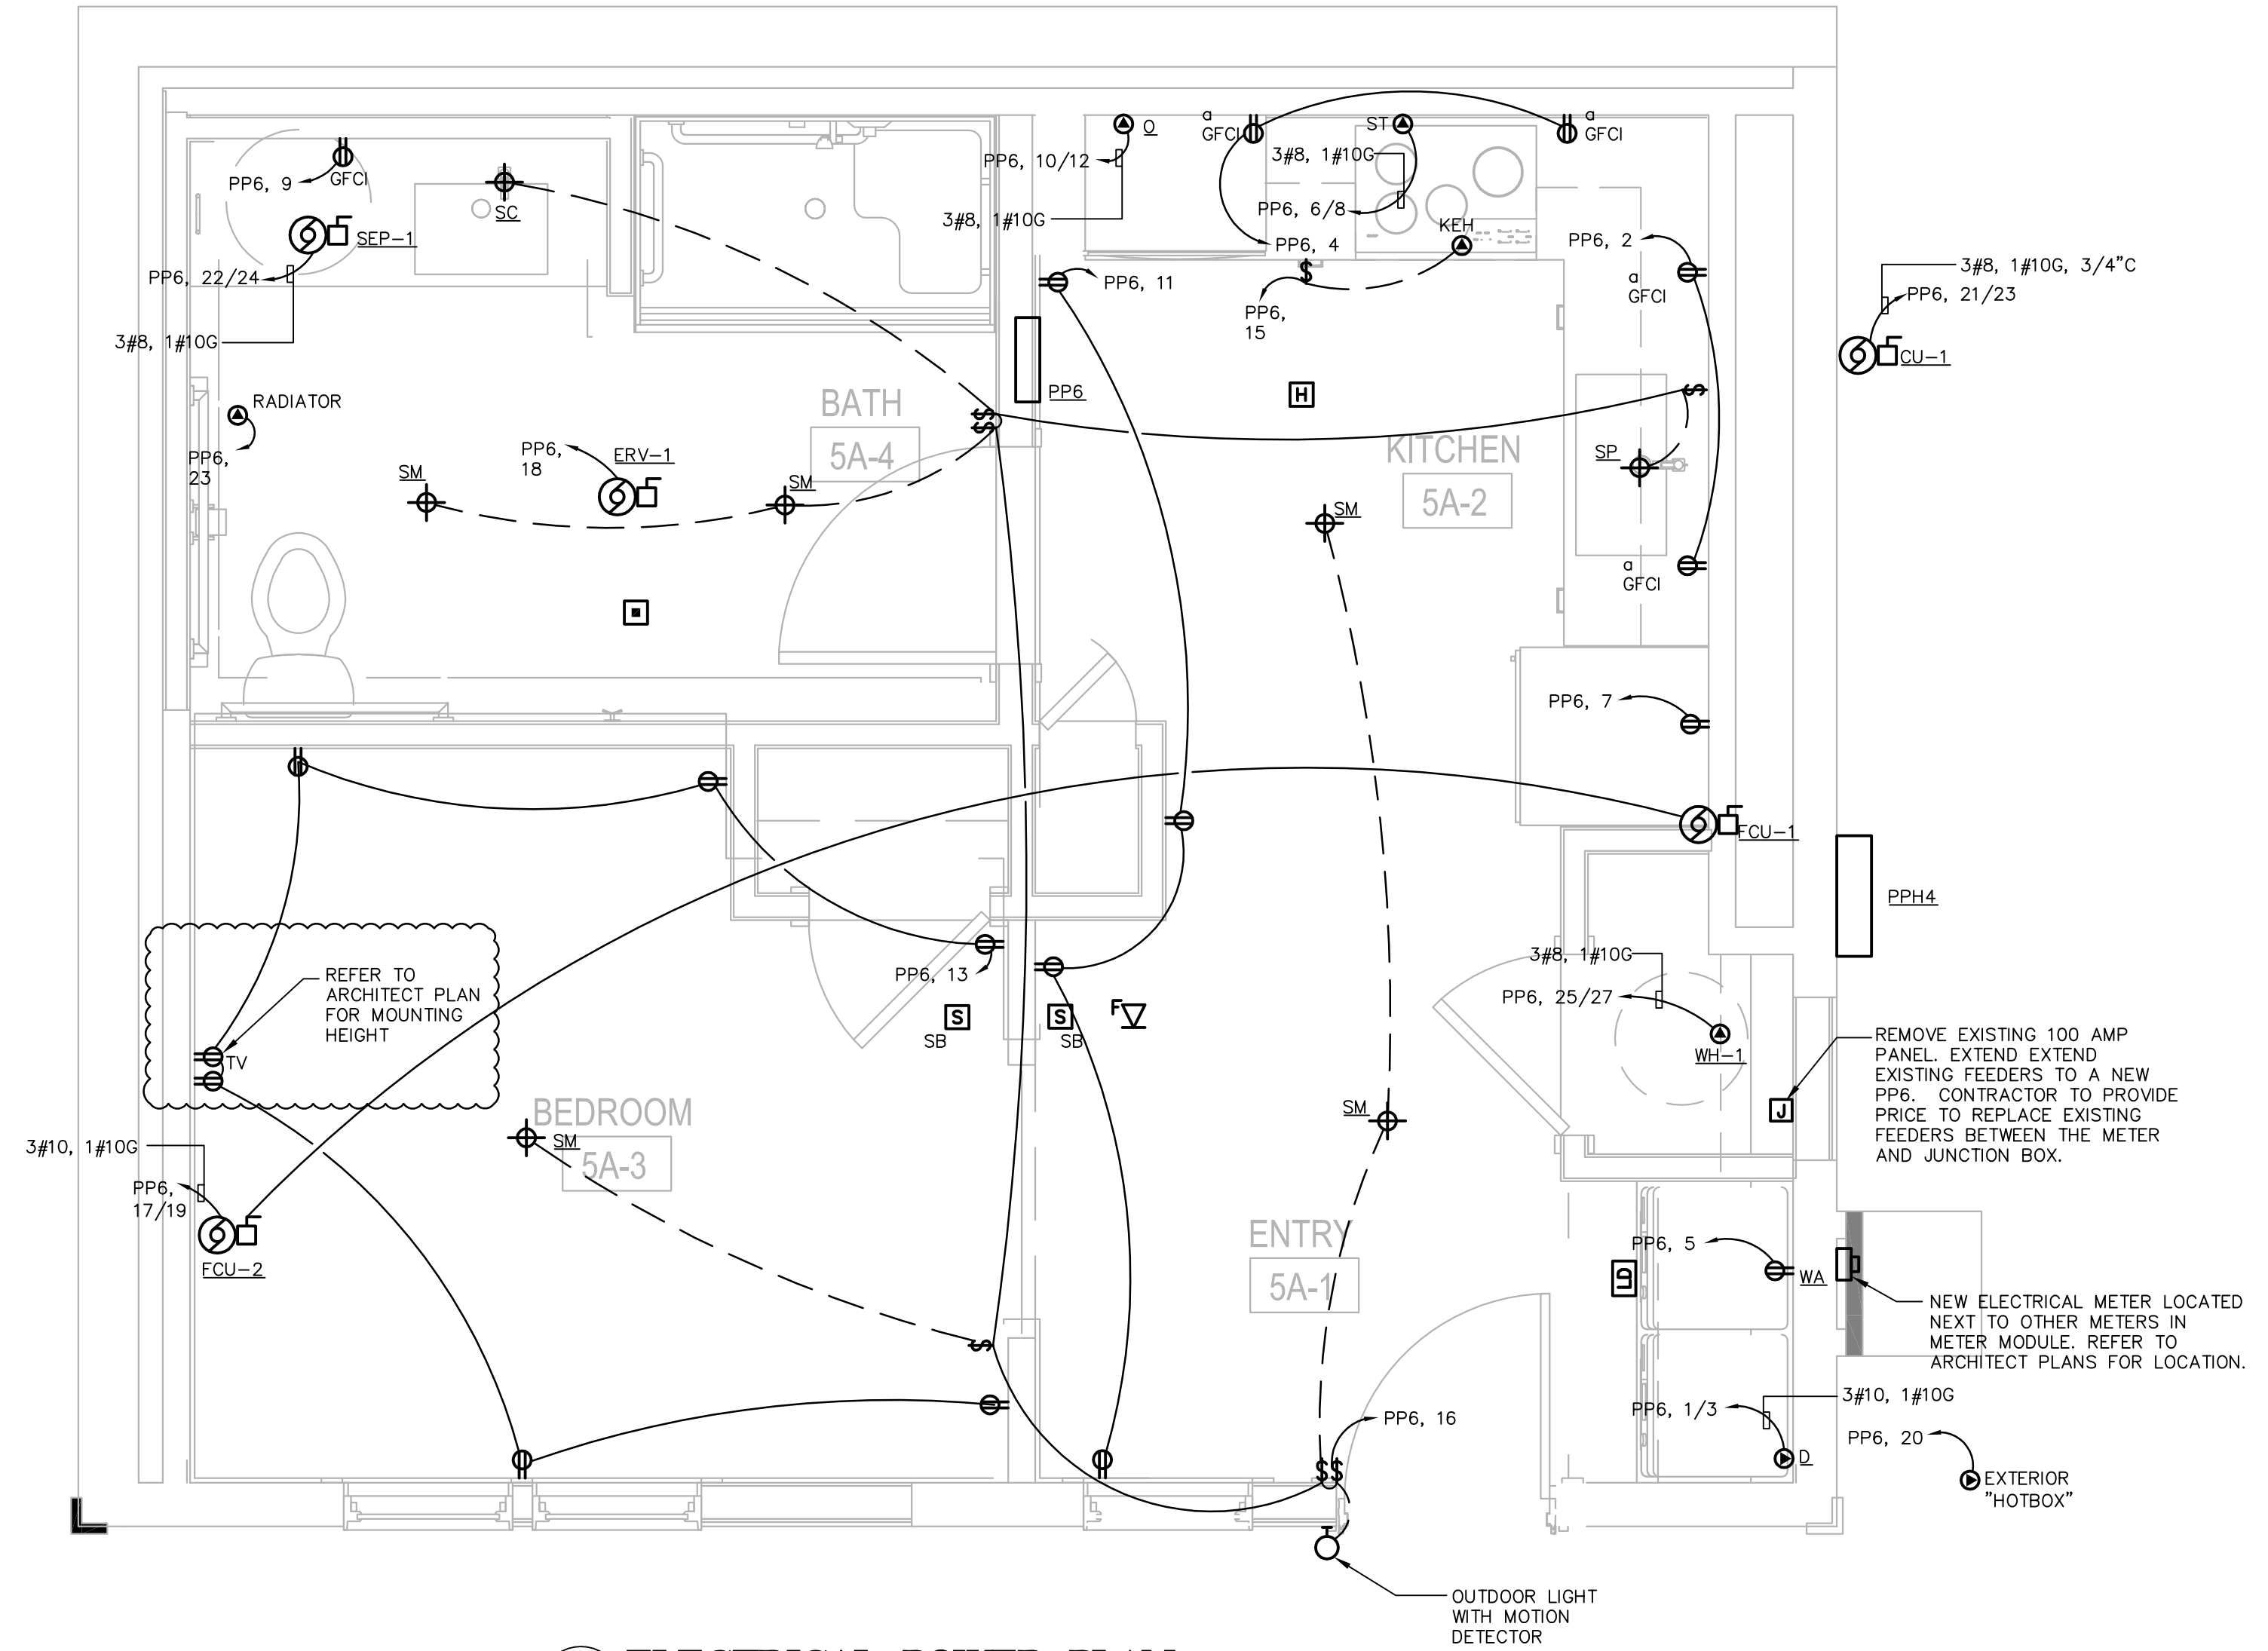 O
a
GFCI
ST
a
GFCI
3#8, 1#10G
PP6, 10/12
PP6, 9
GFCI
SC
3#8, 1#10G
PP6, 6/8
KEH
SEP-1
PP6, 4
PP6, 2
PP6, 22/24
PP6, 11
a
GFCI
3#8, 1#10G, 3/4"C
PP6, 21/23
PP6,
15
3#8, 1#10G
CU-1
PP6
H
RADIATOR
BATH
5A-4
KITCHEN
5A-2
PP6,
23
PP6,
18
ERV-1
SM
SM
SP
SM
a
GFCI
PP6, 7
FCU-1
PPH4
REFER TO
ARCHITECT PLAN
FOR MOUNTING
HEIGHT
TV
PP6, 13
S
SB
S
SB
F
3#8, 1#10G
PP6, 25/27
WH-1
J
REMOVE EXISTING 100 AMP
PANEL. EXTEND EXTEND
EXISTING FEEDERS TO A NEW
PP6. CONTRACTOR TO PROVIDE
PRICE TO REPLACE EXISTING
FEEDERS BETWEEN THE METER
AND JUNCTION BOX.
BEDROOM
5A-3
SM
SM
3#10, 1#10G
PP6,
17/19
FCU-2
ENTRY
5A-1
PP6, 5
LD
WA
NEW ELECTRICAL METER LOCATED
NEXT TO OTHER METERS IN
METER MODULE. REFER TO
ARCHITECT PLANS FOR LOCATION.
3#10, 1#10G
PP6, 1/3
D
PP6, 16
PP6, 20
EXTERIOR
"HOTBOX"
OUTDOOR LIGHT
WITH MOTION
DETECTOR
ELECTRICAL POWER PLAN